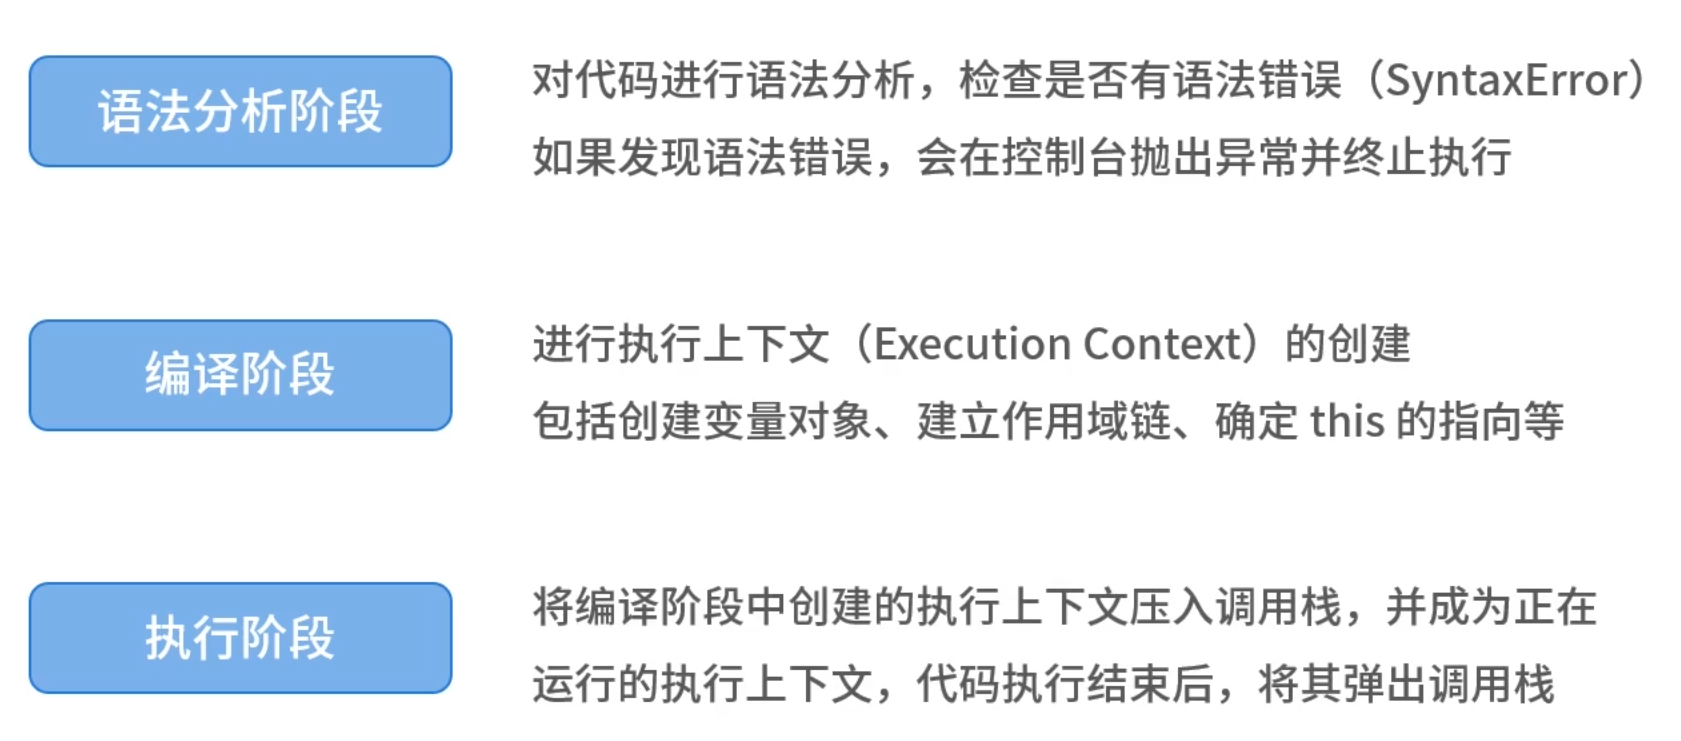 语法分析阶段
对代码进行语法分析，检查是否有语法错误（SyntaxError）
如果发现语法错误，会在控制台抛出异常并终止执行
编译阶段
进行执行上下文（Execution Context）的创建
包括创建变量对象、建立作用域链、确定 this 的指向等
执行阶段
将编译阶段中创建的执行上下文压入调用栈，并成为正在
运行的执行上下文，代码执行结束后，将其弹出调用栈